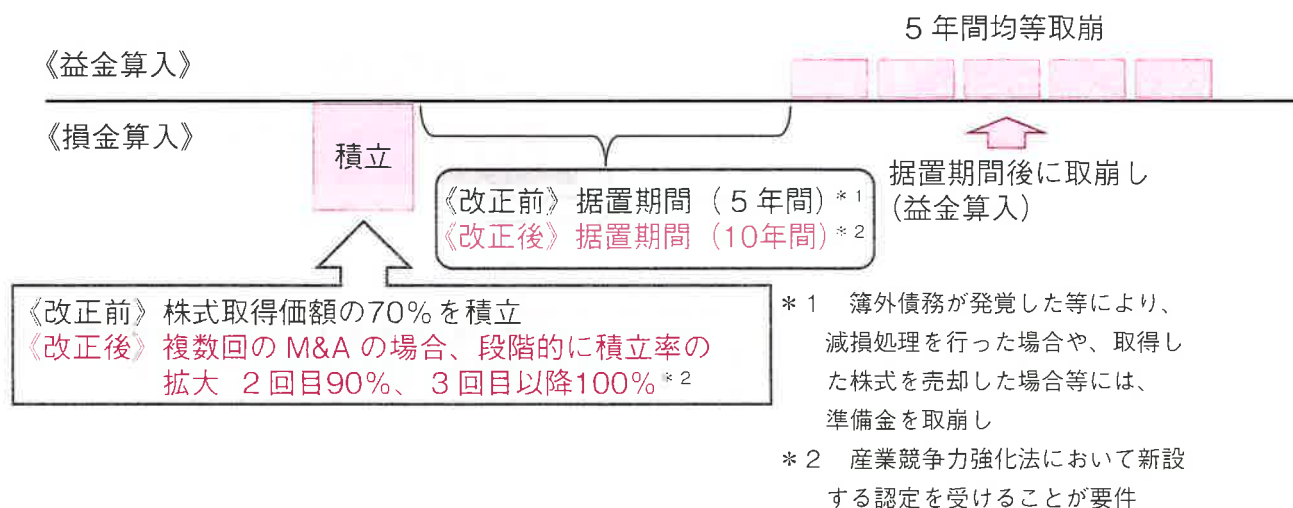 5年間均等取崩
《益金算入》
《損金算入》
積立
《改正前》据置期間(5年間)*1
《改正後》据置期間(10年間)*2
据置期間後に取崩し
(益金算入)
《改正前》株式取得価額の70%を積立
《改正後》複数回のM&Aの場合、段階的に積立率の
拡大 2回目90%、3回目以降100%*2
*1 簿外債務が発覚した等により、
減損処理を行った場合や、取得し
た株式を売却した場合等には、
準備金を取崩し
*2 産業競争力強化法において新設
する認定を受けることが要件